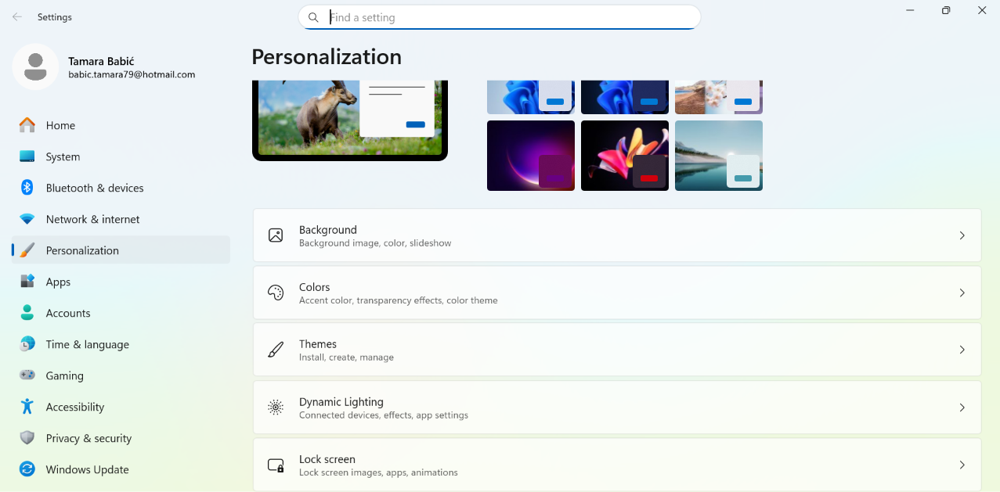 Settings
Find a setting
Tamara Babić
babic.tamara79@hotmail.com
Home
System
Bluetooth & devices
Network & internet
Personalization
Apps
Accounts
Time & language
Gaming
Accessibility
Privacy & security
Windows Update
Personalization
Background
Background image, color, slideshow
Colors
Accent color, transparency effects, color theme
Themes
Install, create, manage
Dynamic Lighting
Connected devices, effects, app settings
Lock screen
Lock screen images, apps, animations